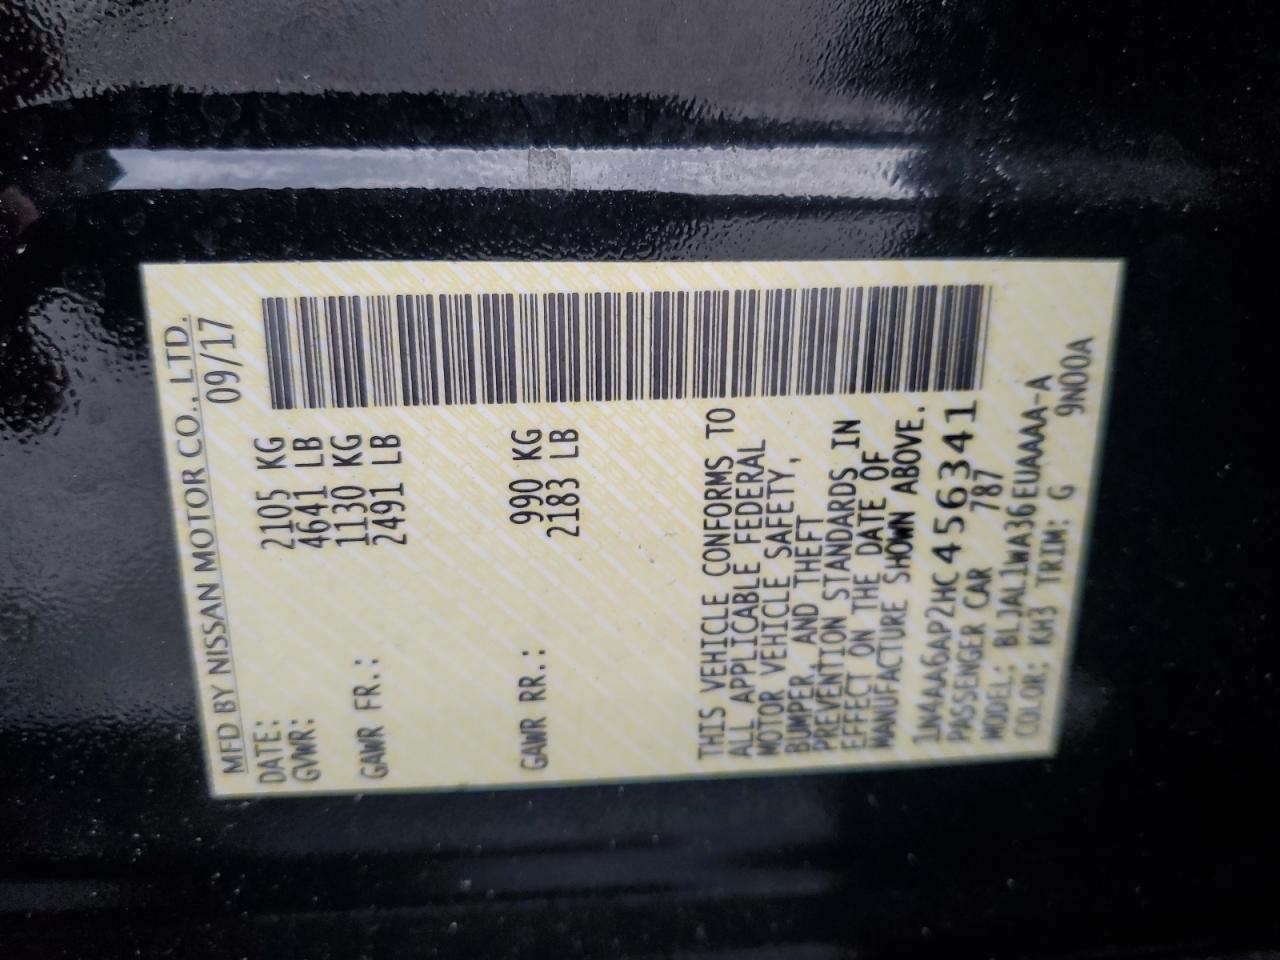 MFD BY NISSAN MOTOR CO., LTD.
DATE: 09/17
GVWR: 2105 KG
4641 LB
GAWR FR.: 1130 KG
2491 LB
GAWR RR.: 990 KG
2183 LB
THIS VEHICLE CONFORMS TO
ALL APPLICABLE FEDERAL
MOTOR VEHICLE SAFETY,
BUMPER, AND THEFT
PREVENTION STANDARDS IN
EFFECT ON THE DATE OF
MANUFACTURE SHOWN ABOVE.
1N4AA6AP2HC456341
PASSENGER CAR 787
MODEL: BLJAL1WA36EUAAAA-A
COLOR: KH3 TRIM: G 9N00A